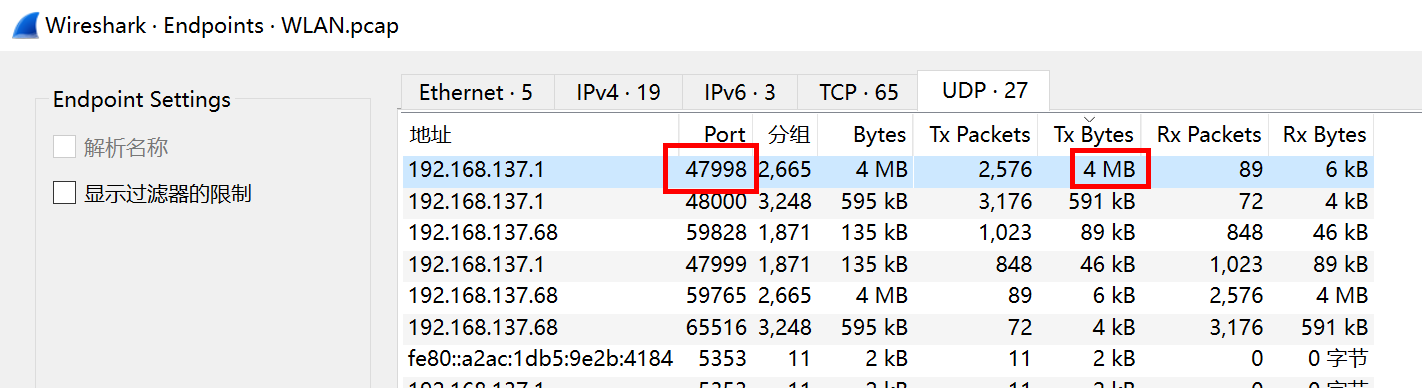 Wireshark · Endpoints · WLAN.pcap
Endpoint Settings
解析名称
显示过滤器的限制
Ethernet · 5 IPv4 · 19 IPv6 · 3 TCP · 65 UDP · 27
地址 Port 分组 Bytes Tx Packets Tx Bytes Rx Packets Rx Bytes
192.168.137.1 47998 2,665 4 MB 2,576 4 MB 89 6 kB
192.168.137.1 48000 3,248 595 kB 3,176 591 kB 72 4 kB
192.168.137.68 59828 1,871 135 kB 1,023 89 kB 848 46 kB
192.168.137.1 47999 1,871 135 kB 848 46 kB 1,023 89 kB
192.168.137.68 59765 2,665 4 MB 89 6 kB 2,576 4 MB
192.168.137.68 65516 3,248 595 kB 72 4 kB 3,176 591 kB
fe80::a2ac:1db5:9e2b:4184 5353 11 2 kB 11 2 kB 0 0 字节